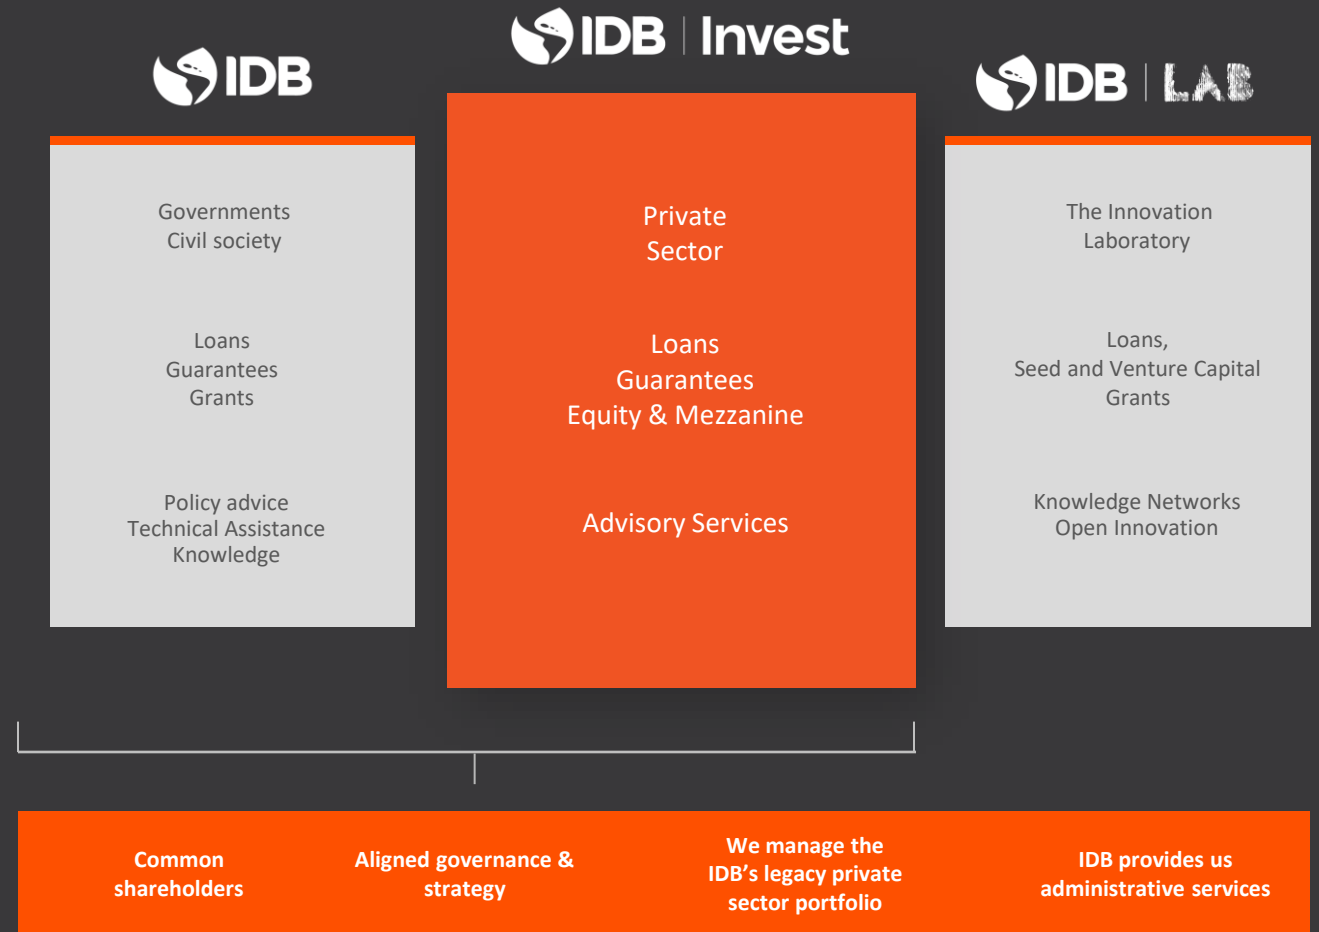 IDB
IDB | Invest
IDB | LAB
Governments
Civil society
Loans
Guarantees
Grants
Policy advice
Technical Assistance
Knowledge
Private
Sector
Loans
Guarantees
Equity & Mezzanine
Advisory Services
The Innovation
Laboratory
Loans,
Seed and Venture Capital
Grants
Knowledge Networks
Open Innovation
Common
shareholders
Aligned governance &
strategy
We manage the
IDB's legacy private
sector portfolio
IDB provides us
administrative services